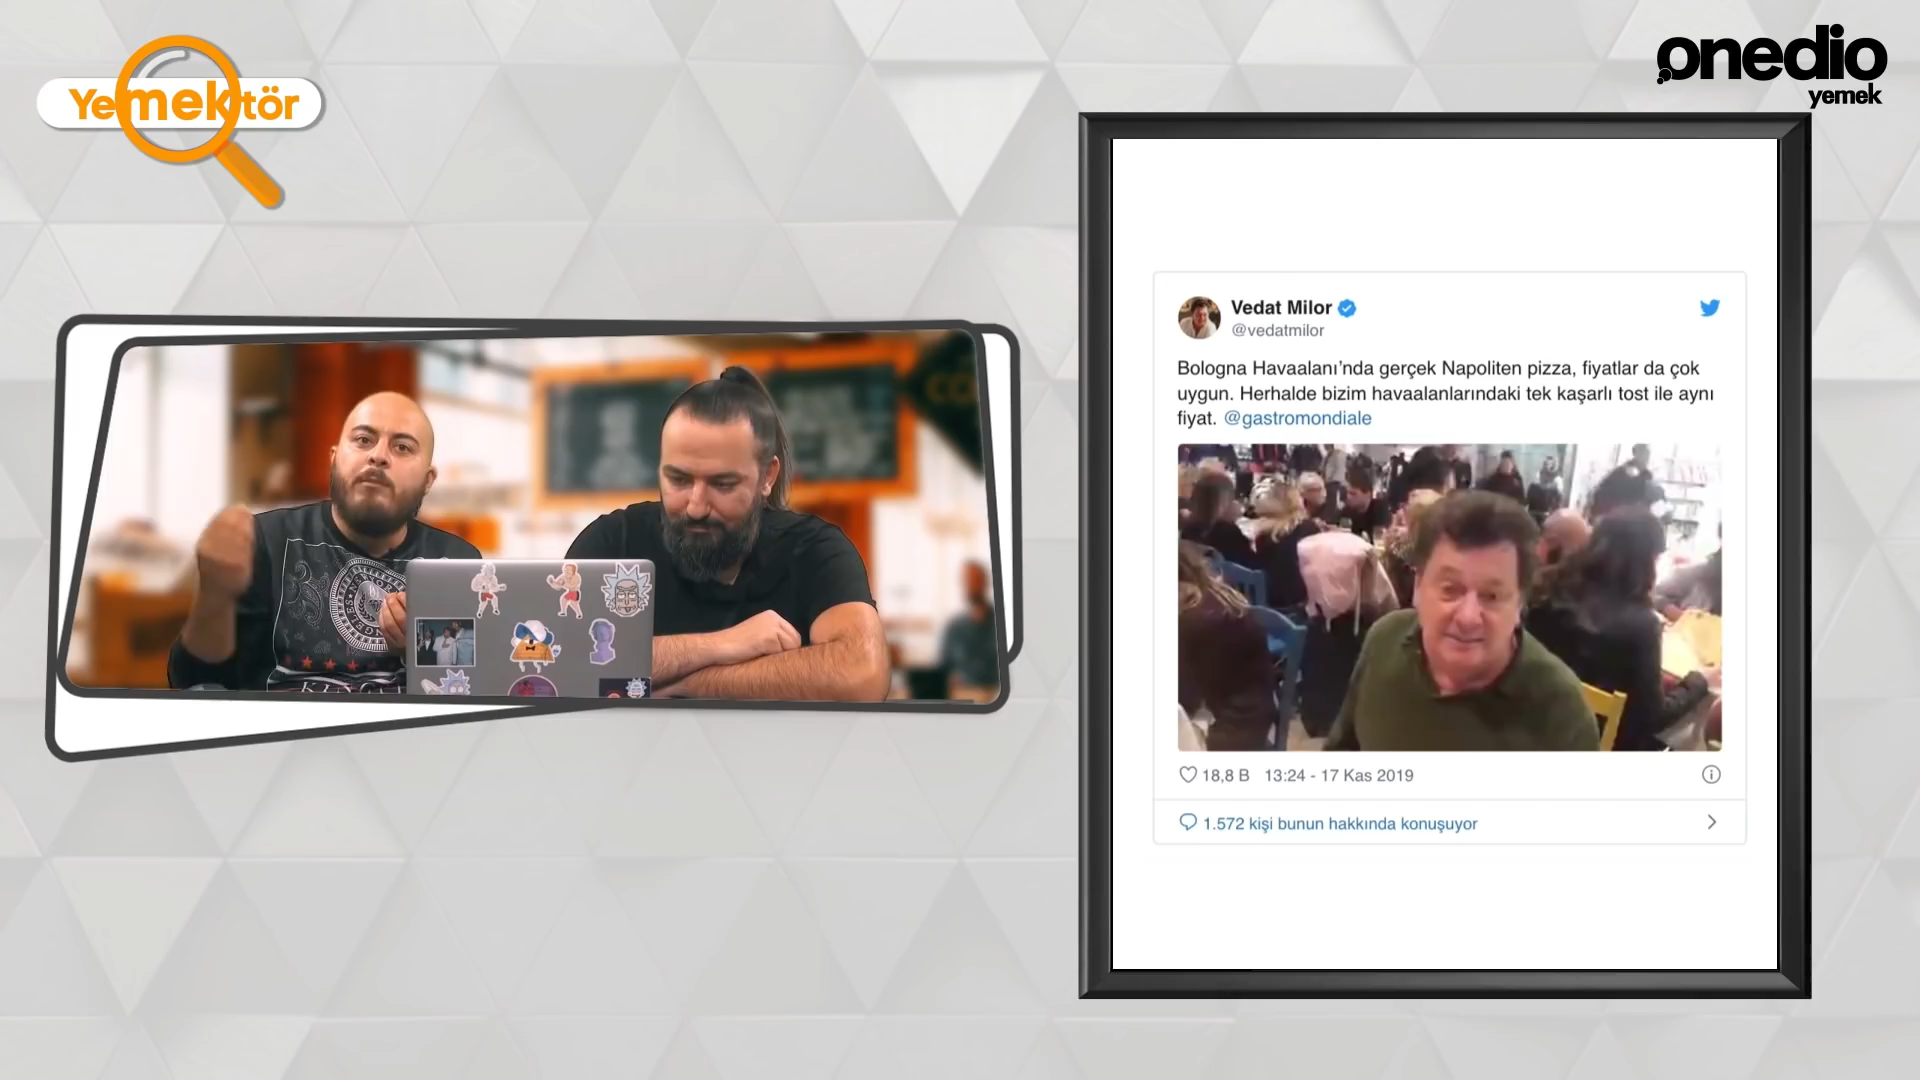 Yemektör
onedio
yemek
Vedat Milor
@vedatmilor
Bologna Havaalanı'nda gerçek Napoliten pizza, fiyatlar da çok
uygun. Herhalde bizim havaalanlarındaki tek kaşarlı tost ile aynı
fiyat. @gastromondiale
18,8 B 13:24 - 17 Kas 2019
1.572 kişi bunun hakkında konuşuyor